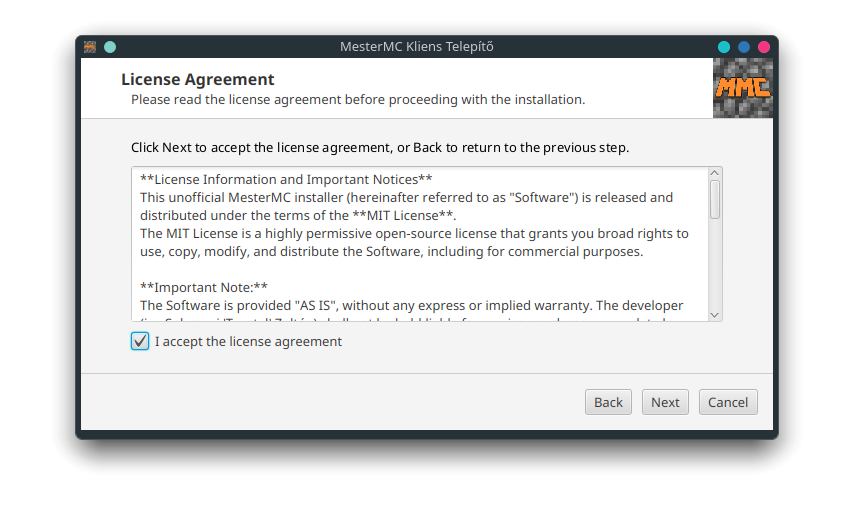 MesterMC Kliens Telepítő
License Agreement
Please read the license agreement before proceeding with the installation.
MMC
Click Next to accept the license agreement, or Back to return to the previous step.
**License Information and Important Notices**
This unofficial MesterMC installer (hereinafter referred to as "Software") is released and
distributed under the terms of the **MIT License**.
The MIT License is a highly permissive open-source license that grants you broad rights to
use, copy, modify, and distribute the Software, including for commercial purposes.
**Important Note:**
The Software is provided "AS IS", without any express or implied warranty. The developer
I accept the license agreement
Back
Next
Cancel